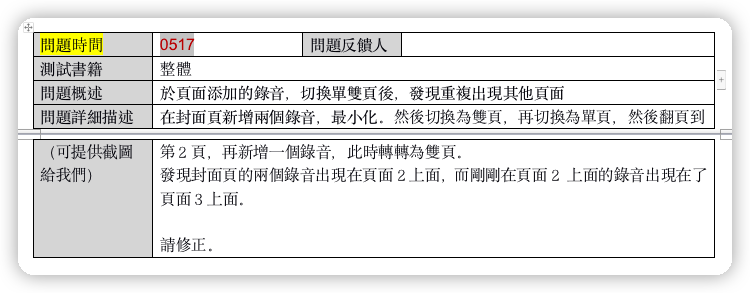 問題時間 0517 問題反饋人
測試書籍 整體
問題概述 於頁面添加的錄音，切換單雙頁後，發現重複出現其他頁面
問題詳細描述 在封面頁新增兩個錄音，最小化。然後切換為雙頁，再切換為單頁，然後翻頁到
（可提供截圖 第 2 頁，再新增一個錄音，此時轉轉為雙頁。
給我們） 發現封面頁的兩個錄音出現在頁面 2 上面，而剛剛在頁面 2 上面的錄音出現在了
頁面 3 上面。
請修正。